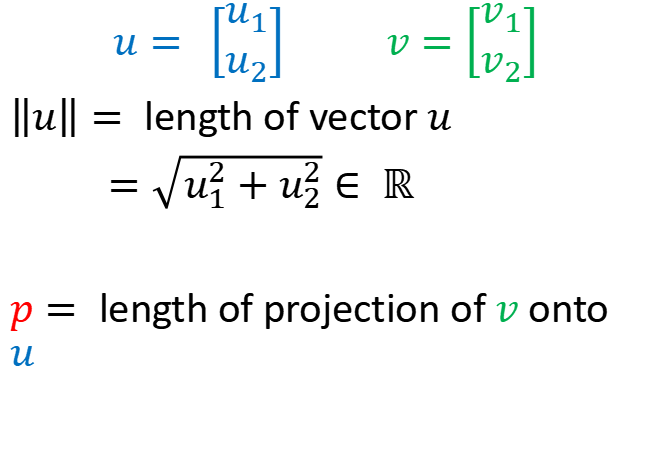 u = [u₁ u₂] v = [v₁ v₂]
‖u‖ = length of vector u
= √(u₁² + u₂²) ∈ ℝ
p = length of projection of v onto
u